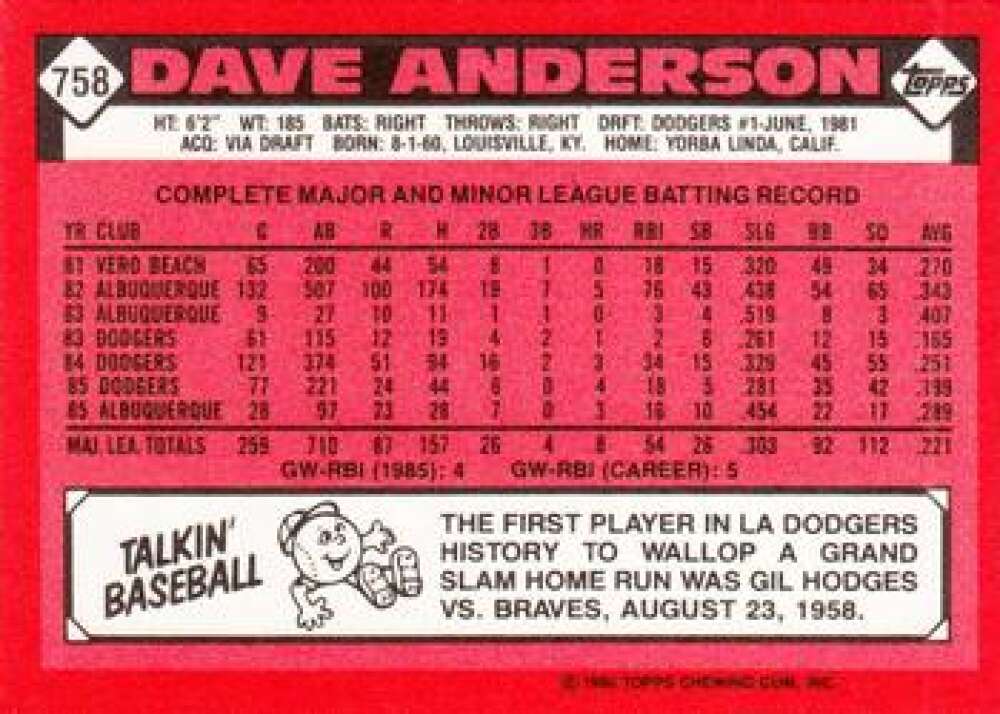 758 DAVE ANDERSON TOPPS
HT: 6'2" WT: 185 BATS: RIGHT THROWS: RIGHT DRFT: DODGERS #1-JUNE, 1981
ACQ: VIA DRAFT BORN: 8-1-60, LOUISVILLE, KY. HOME: YORBA LINDA, CALIF.
COMPLETE MAJOR AND MINOR LEAGUE BATTING RECORD
YR CLUB G AB R H 2B 3B HR RBI SB SLG BB SO AVG
81 VERO BEACH 65 200 44 54 8 1 0 18 15 .320 49 34 .270
82 ALBUQUERQUE 132 507 100 174 19 7 5 76 43 .438 54 65 .343
83 ALBUQUERQUE 9 27 10 11 1 1 0 3 4 .519 8 3 .407
83 DODGERS 61 115 12 19 4 2 1 2 6 .261 12 15 .165
84 DODGERS 121 374 51 94 16 2 3 34 15 .329 45 55 .251
85 DODGERS 77 221 24 44 6 0 4 18 5 .281 35 42 .199
85 ALBUQUERQUE 28 97 28 7 0 16 10 .454 22 17 .289
MAJ. LEA. TOTALS 259 710 87 157 26 4 8 54 26 .303 92 112 .221
GW-RBI (1985): 4 GW-RBI (CAREER): 5
TALKIN'
BASEBALL
THE FIRST PLAYER IN LA DODGERS
HISTORY TO WALLOP A GRAND
SLAM HOME RUN WAS GIL HODGES
VS. BRAVES, AUGUST 23, 1958.
© TOPPS CHEWING GUM, INC.